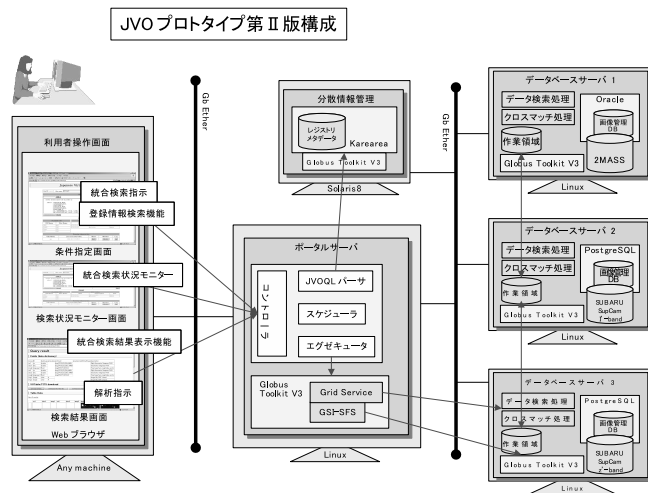 JVOプロトタイプ第Ⅱ版構成
利用者操作画面
統合検索指示
登録情報検索機能
条件指定画面
統合検索状況モニター
検索状況モニター画面
統合検索結果表示機能
解析指示
検索結果画面
Webブラウザ
Any machine
Gb Ether
分散情報管理
レジストリ
メタデータ
Karearea
Globus Toolkit V3
Solaris8
ポータルサーバ
コントローラ
JVOQLパーサ
スケジューラ
エグゼキュータ
Globus
Toolkit V3
Grid Service
GSI-SFS
Linux
Gb Ether
データベースサーバ 1
データ検索処理
クロスマッチ処理
作業領域
Globus Toolkit V3
Oracle
画像管理
DB
2MASS
Linux
データベースサーバ 2
データ検索処理
クロスマッチ処理
作業領域
Globus Toolkit V3
PostgreSQL
画像管理
DB
SUBARU
SupCam
Linux
データベースサーバ 3
データ検索処理
クロスマッチ処理
作業領域
Globus Toolkit V3
PostgreSQL
画像管理
DB
SUBARU
SupCam
Linux